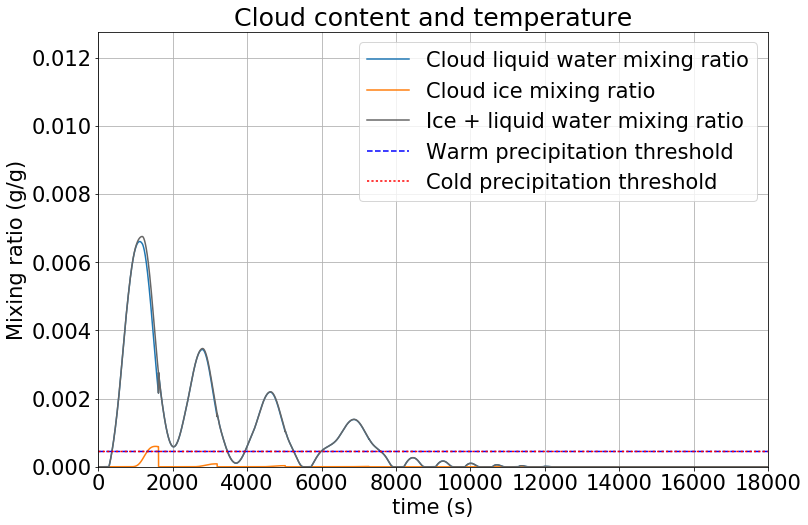 Cloud content and temperature
Mixing ratio (g/g)
0.012
0.010
0.008
0.006
0.004
0.002
0.000
Cloud liquid water mixing ratio
Cloud ice mixing ratio
Ice + liquid water mixing ratio
Warm precipitation threshold
Cold precipitation threshold
0 2000 4000 6000 8000 10000 12000 14000 16000 18000
time (s)